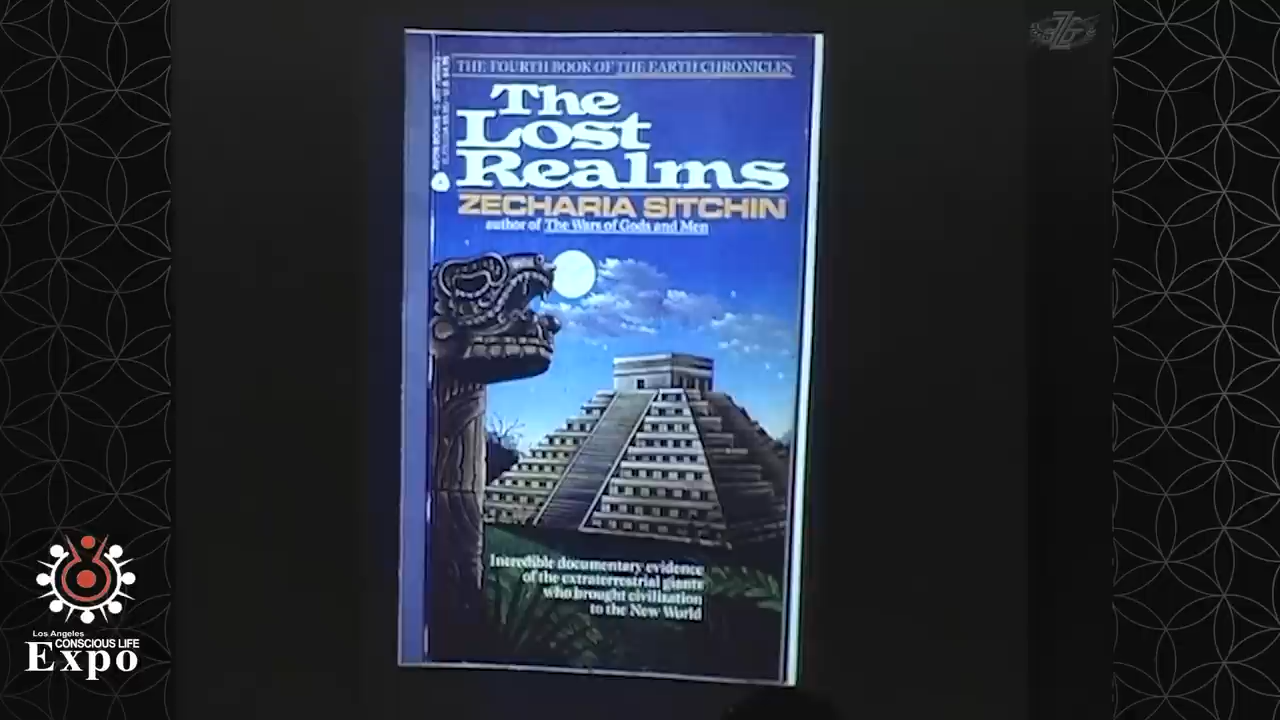 THE FOURTH BOOK OF THE EARTH CHRONICLES
The
Lost
Realms
ZECHARIA SITCHIN
author of The Wars of Gods and Men
Incredible documentary evidence
of the extraterrestrial giants
who brought civilization
to the New World
Los Angeles
CONSCIOUS LIFE
Expo